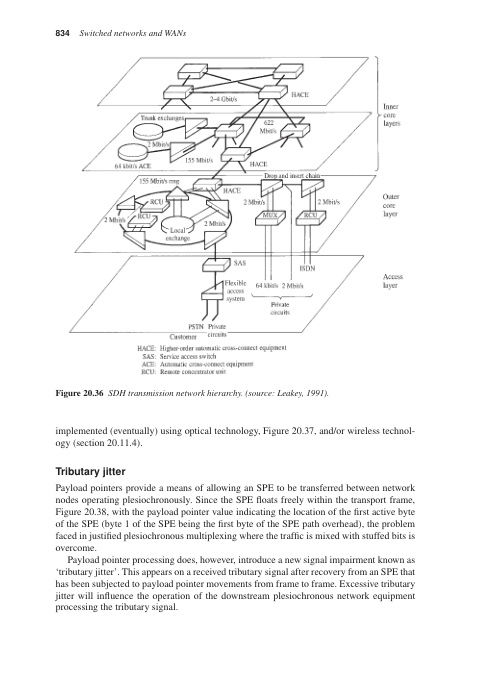 834 Switched networks and WANs
HACE
2–4 Gbit/s
Inner
core
layers
Trunk exchanges
622
Mbit/s
2 Mbit/s
155 Mbit/s
64 kbit/s ACE
HACE
Drop and insert chain
155 Mbit/s ring
HACE
RCU
2 Mbit/s
2 Mbit/s
Outer
core
layer
RCU
2 Mbit/s
2 Mbit/s
MUX
RCU
Local
exchange
SAS
ISDN
Access
layer
Flexible
access
system
64 kbit/s 2 Mbit/s
Private
circuits
PSTN Private
circuits
Customer
HACE: Higher-order automatic cross-connect equipment
SAS: Service access switch
ACE: Automatic cross-connect equipment
RCU: Remote concentrator unit
Figure 20.36 SDH transmission network hierarchy. (source: Leakey, 1991).
implemented (eventually) using optical technology, Figure 20.37, and/or wireless technol-
ogy (section 20.11.4).
Tributary jitter
Payload pointers provide a means of allowing an SPE to be transferred between network
nodes operating plesiochronously. Since the SPE floats freely within the transport frame,
Figure 20.38, with the payload pointer value indicating the location of the first active byte
of the SPE (byte 1 of the SPE being the first byte of the SPE path overhead), the problem
faced in justified plesiochronous multiplexing where the traffic is mixed with stuffed bits is
overcome.
Payload pointer processing does, however, introduce a new signal impairment known as
‘tributary jitter’. This appears on a received tributary signal after recovery from an SPE that
has been subjected to payload pointer movements from frame to frame. Excessive tributary
jitter will influence the operation of the downstream plesiochronous network equipment
processing the tributary signal.